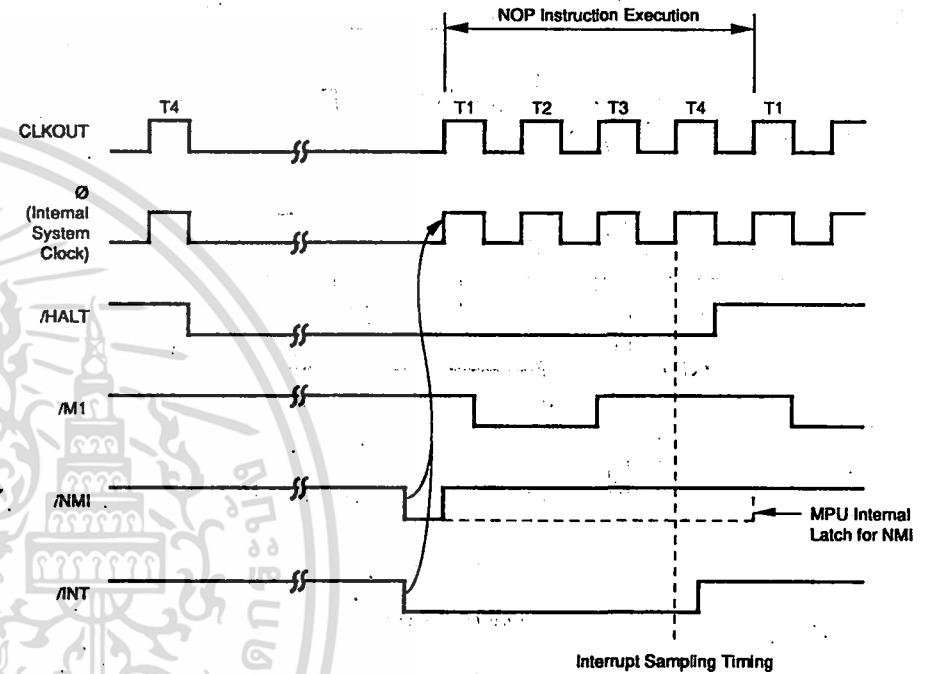 NOP Instruction Execution
T4 T1 T2 T3 T4 T1
CLKOUT
Ø
(Internal
System
Clock)
/HALT
/M1
/NMI
MPU Internal
Latch for NMI
/INT
Interrupt Sampling Timing